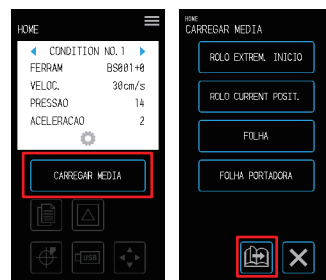 HOME
CONDITION NO. 1
FERRAM BS001+0
VELOC. 30cm/s
PRESSAO 14
ACELERACAO 2
CARREGAR MEDIA
USB
HOME
CARREGAR MEDIA
ROLO EXTREM. INICIO
ROLO CURRENT POSIT.
FOLHA
FOLHA PORTADORA